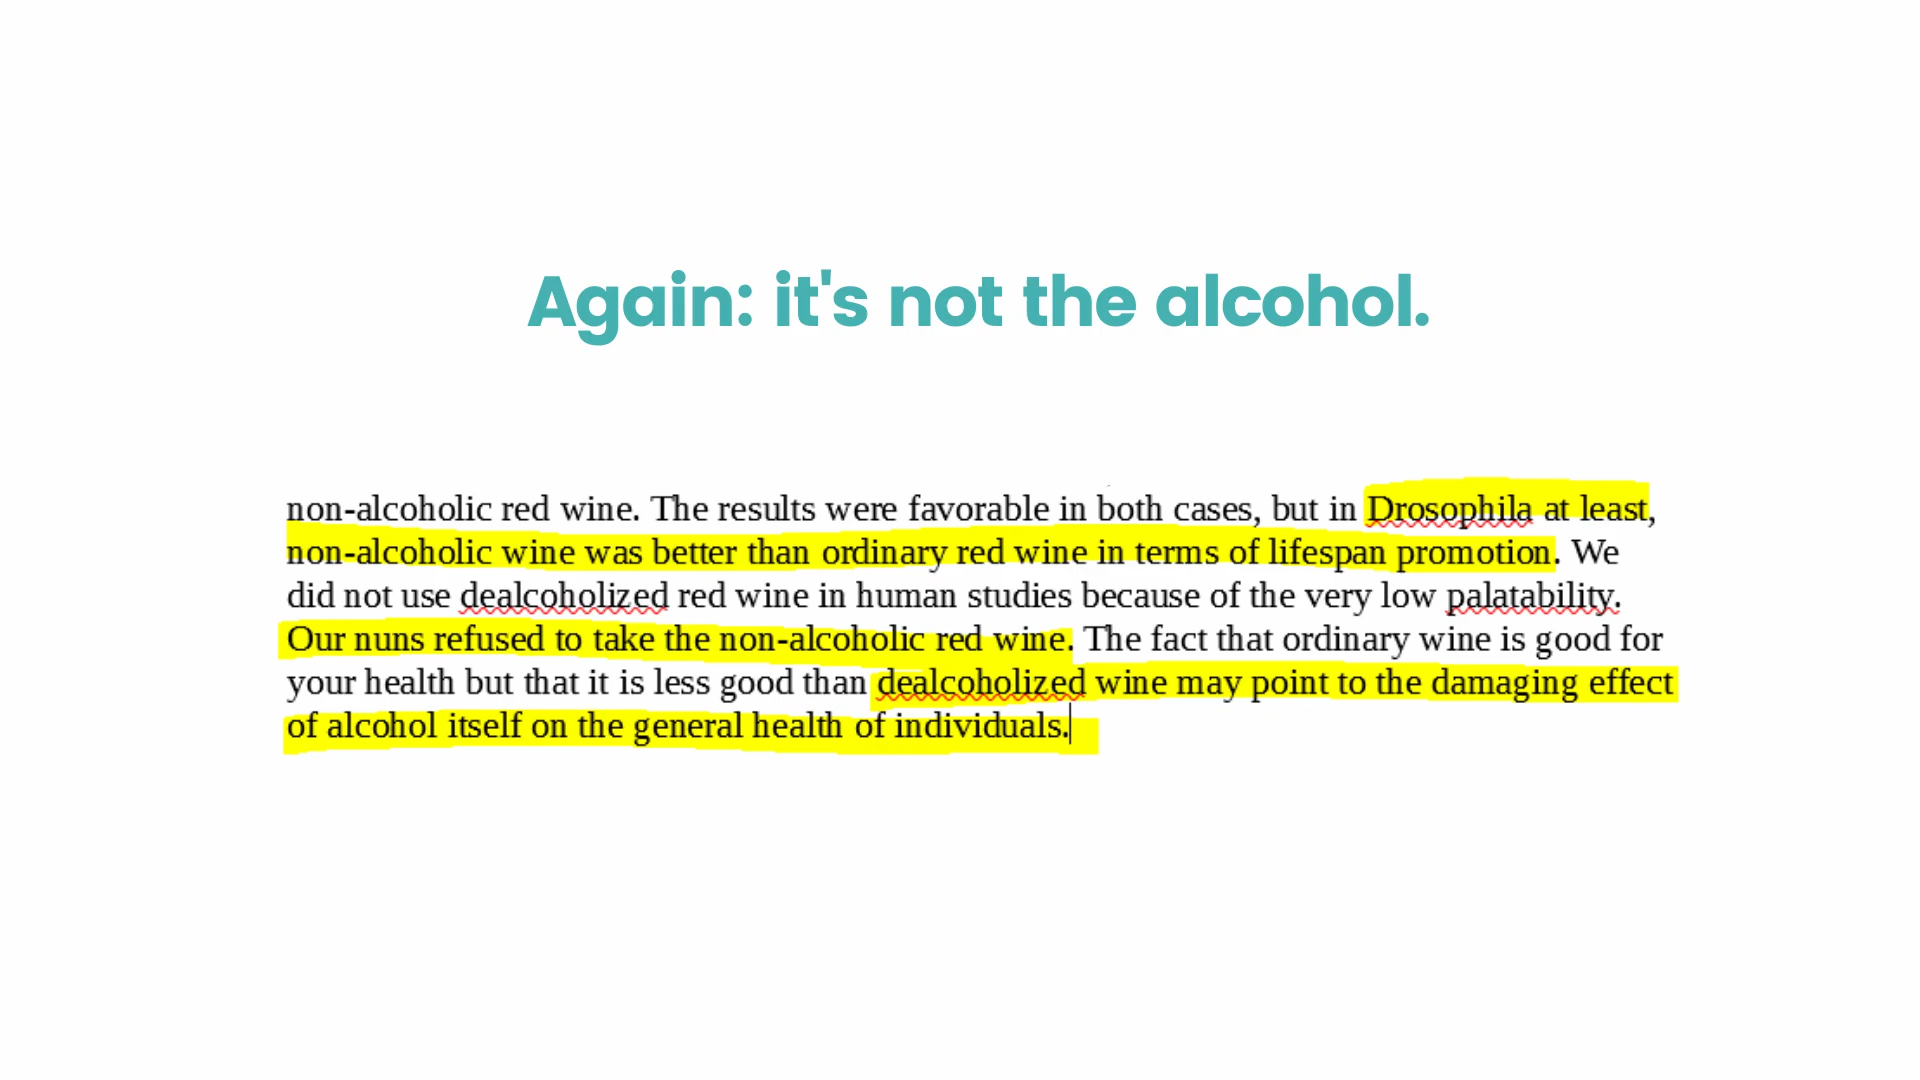 Again: it's not the alcohol.
non-alcoholic red wine. The results were favorable in both cases, but in Drosophila at least,
non-alcoholic wine was better than ordinary red wine in terms of lifespan promotion. We
did not use dealcoholized red wine in human studies because of the very low palatability.
Our nuns refused to take the non-alcoholic red wine. The fact that ordinary wine is good for
your health but that it is less good than dealcoholized wine may point to the damaging effect
of alcohol itself on the general health of individuals.